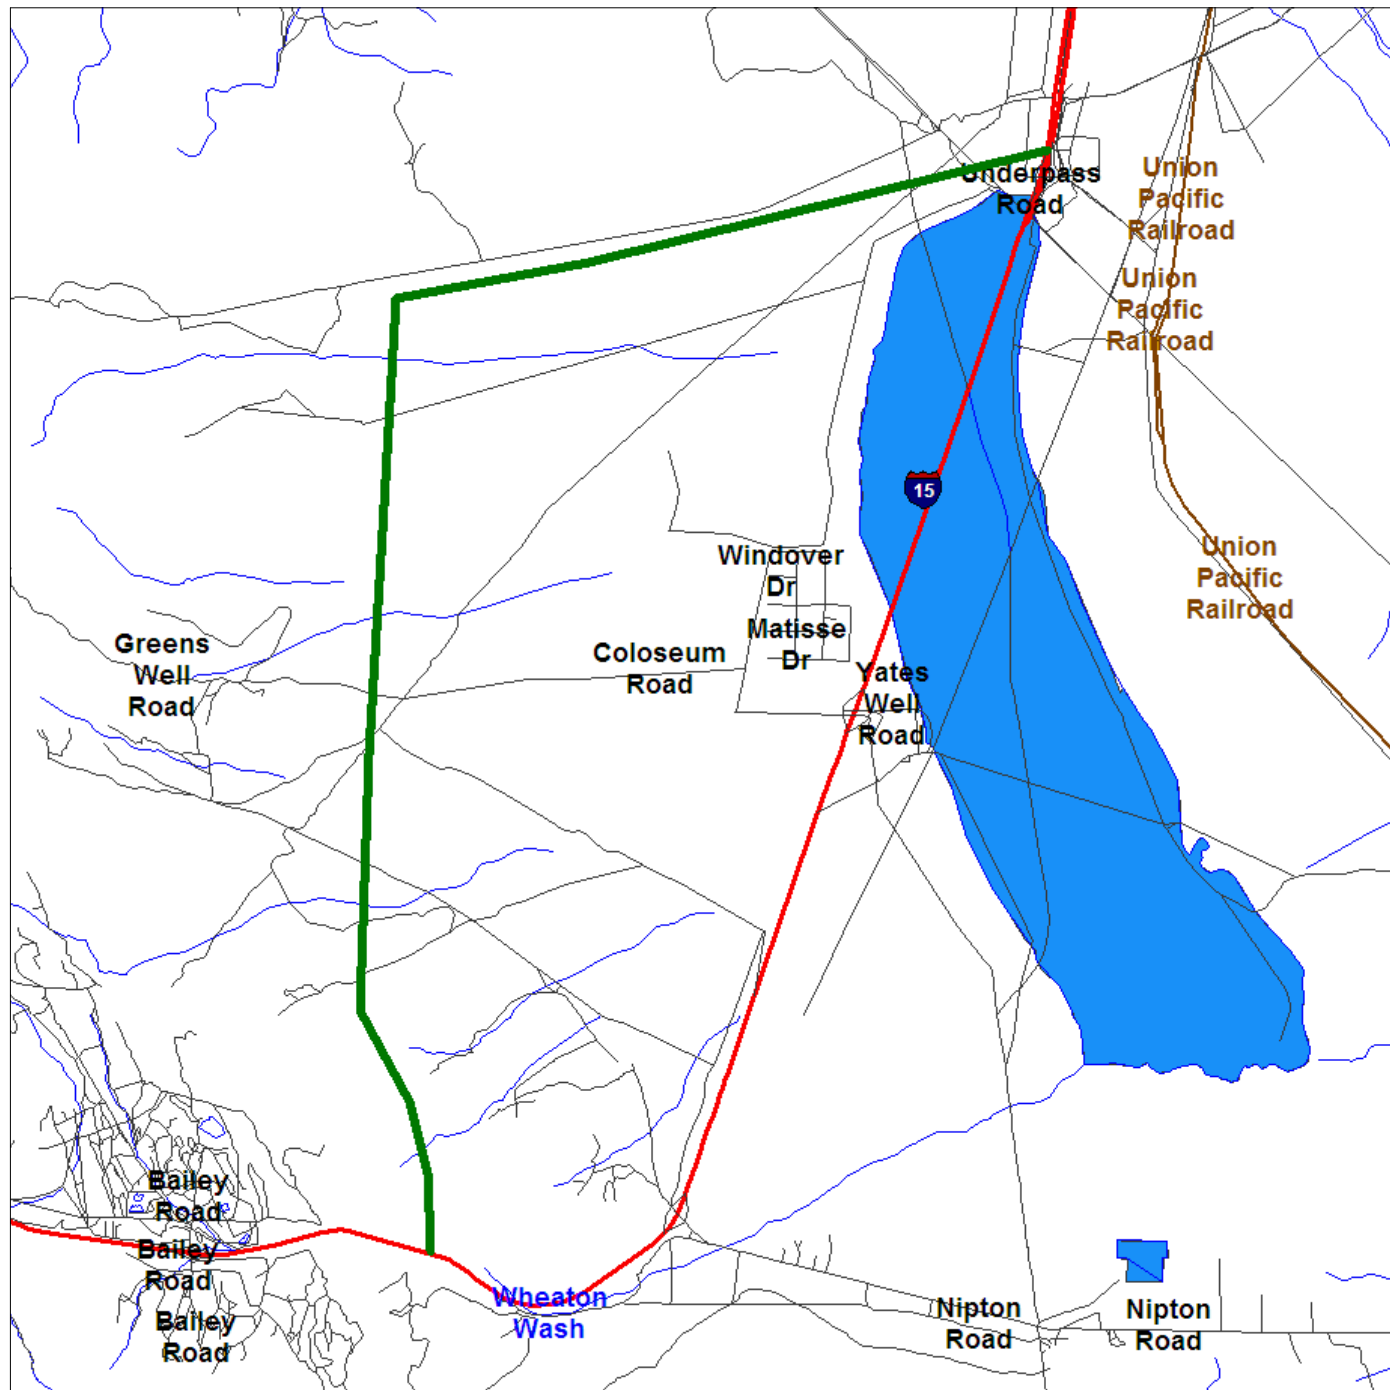 Underpass
Road
Union
Pacific
Railroad
Union
Pacific
Railroad
15
Windover
Dr
Union
Pacific
Railroad
Matisse
Dr
Greens
Well
Road
Coloseum
Road
Yates
Well
Road
Bailey
Road
Bailey
Road
Bailey
Road
Wheaton
Wash
Nipton
Road
Nipton
Road